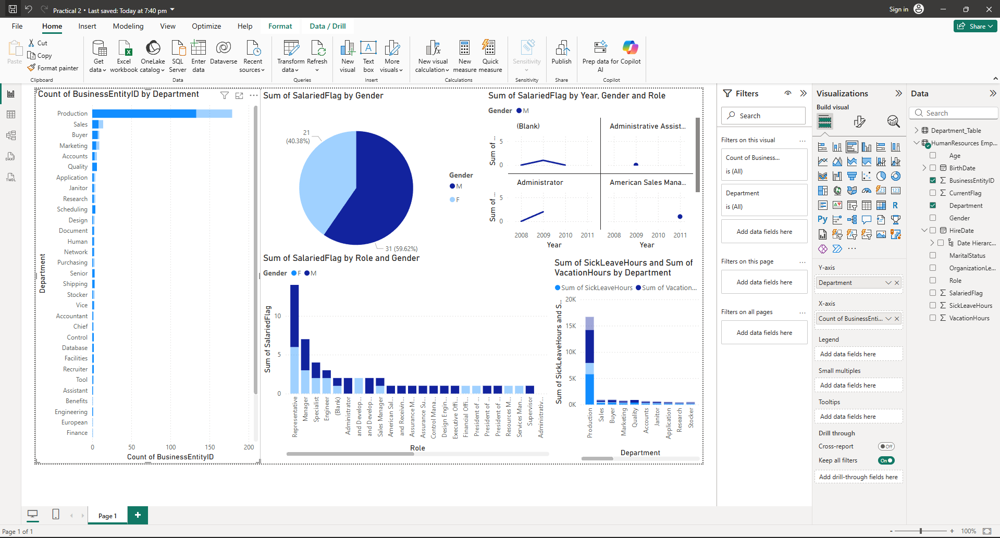 Practical 2 • Last saved: Today at 7:40 pm
Sign in
File Home Insert Modeling View Optimize Help Format Data / Drill
Share
Paste
Cut
Copy
Format painter
Clipboard
Get data
Excel workbook
OneLake catalog
SQL Server
Enter data
Dataverse
Recent sources
Data
Transform data
Refresh
Queries
New visual
Text box
More visuals
Insert
New visual calculation
New measure
Quick measure
Calculations
Sensitivity
Sensitivity
Publish
Share
Prep data for AI
Copilot
Copilot
Count of BusinessEntityID by Department
Department
Production
Sales
Buyer
Marketing
Accounts
Quality
Application
Janitor
Research
Scheduling
Design
Document
Human
Network
Purchasing
Senior
Shipping
Stocker
Vice
Accountant
Chief
Control
Database
Facilities
Recruiter
Tool
Assistant
Benefits
Engineering
European
Finance
0 50 100 150 200
Count of BusinessEntityID
Sum of SalariedFlag by Gender
21
(40.38%)
31 (59.62%)
Gender
M
F
Sum of SalariedFlag by Year, Gender and Role
Gender M
(Blank)
Administrative Assist...
Sum of ...
5
0
Administrator
American Sales Mana...
Sum of ...
5
0
2008 2009 2010 2011 2008 2009 2010 2011
Year Year
Sum of SalariedFlag by Role and Gender
Gender F M
Sum of SalariedFlag
10
5
0
Representative
Manager
Specialist
Engineer
(Blank)
Administrator
and Develop...
and Develop...
Sales Manager
American Sal...
and Receivin...
Assurance M...
Assurance Su...
Control Mana...
Design Engin...
Executive Offi...
Financial Offi...
President of ...
President of ...
President of ...
Resources M...
Services Man...
Supervisor
Administrativ...
Role
Sum of SickLeaveHours and Sum of
VacationHours by Department
Sum of SickLeaveHours Sum of Vacation...
Sum of SickLeaveHours and S...
20K
15K
10K
5K
0K
Production
Sales
Buyer
Marketing
Quality
Accounts
Janitor
Application
Research
Stocker
Department
Filters
Search
Filters on this visual
Count of Business...
is (All)
Department
is (All)
Add data fields here
Filters on this page
Add data fields here
Filters on all pages
Add data fields here
Visualizations
Build visual
123
123
R
Py
Y-axis
Department
X-axis
Count of BusinessEnti...
Legend
Add data fields here
Small multiples
Add data fields here
Tooltips
Add data fields here
Drill through
Cross-report Off
Keep all filters On
Add drill-through fields here
Data
Search
Department_Table
HumanResources Emp...
Age
BirthDate
BusinessEntityID
CurrentFlag
Department
Gender
HireDate
Date Hierarc...
MaritalStatus
OrganizationLe...
Role
SalariedFlag
SickLeaveHours
VacationHours
DAX
TMDL
Page 1
Page 1 of 1
- + 100%